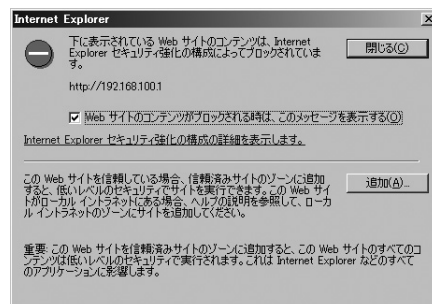 Internet Explorer
下に表示されている Web サイトのコンテンツは、Internet
Explorer セキュリティ強化の構成によってブロックされていま
す。
閉じる(C)
http://192.168.100.1
Web サイトのコンテンツがブロックされる時は、このメッセージを表示する(O)
Internet Explorer セキュリティ強化の構成の詳細を表示します。
この Web サイトを信頼している場合、信頼済みサイトのゾーンに追加
すると、低いレベルのセキュリティでサイトを実行できます。この Web サイ
トがローカル イントラネットにある場合、ヘルプの説明を参照して、ローカ
ル イントラネットのゾーンにサイトを追加してください。
追加(A)...
重要: この Web サイトを信頼済みサイトのゾーンに追加すると、この Web サイトのすべてのコ
ンテンツは低いレベルのセキュリティで実行されます。これは Internet Explorer などのすべて
のアプリケーションに影響します。